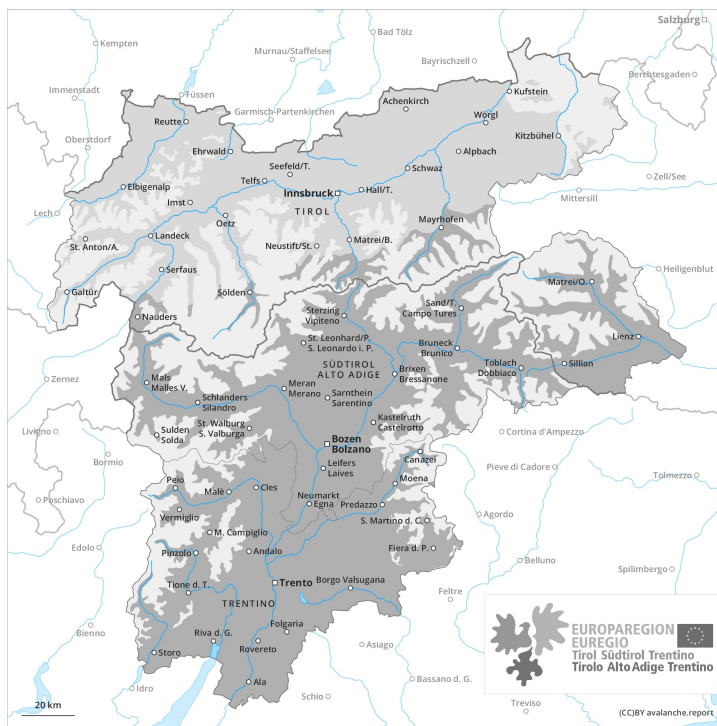 Salzburg
Kempten
Bad Tölz
Murnau/Staffelsee
Bayrischzell
Berchtesgaden
Immenstadt
Füssen
Garmisch-Partenkirchen
Achenkirch
Kufstein
Reutte
Wörgl
Oberstdorf
Kitzbühel
Ehrwald
Alpbach
Seefeld/T.
Schwaz
Telfs
Zell/See
Elbigenalp
Innsbruck
Hall/T.
Mittersill
Imst
TIROL
Lech
Oetz
Mayrhofen
St. Anton/A.
Landeck
Neustift/St.
Matrei/B.
Serfaus
Heiligenblut
Galtür
Sölden
Matrei/O.
Nauders
Sterzing
Vipiteno
Sand/T.
Campo Tures
St. Leonhard/P.
S. Leonardo i. P.
Lienz
Bruneck
Brunico
SÜDTIROL
ALTO ADIGE
Toblach
Dobbiaco
Sillian
Brixen
Bressanone
Zernez
Mals
Malles V.
Meran
Merano
Schlanders
Silandro
Sarnthein
Sarentino
Kastelruth
Castelrotto
Livigno
Sulden
Solda
St. Walburg
S. Valburga
Cortina d'Ampezzo
Bozen
Bolzano
Bormio
Canazei
Pieve di Cadore
Leifers
Laives
Tolmezzo
Peio
Moena
Malè
Cles
Poschiavo
Neumarkt
Egna
Predazzo
Vermiglio
Agordo
S. Martino d. C.
M. Campiglio
Edolo
Pinzolo
Andalo
Fiera d. P.
Belluno
Spilimbergo
Tione d. T.
Trento
Borgo Valsugana
Feltre
TRENTINO
Folgaria
Bienno
Riva d. G.
Rovereto
Asiago
Storo
Ala
Bassano d. G.
Idro
Schio
Treviso
EUROPAREGION
EUREGIO
Tirol Südtirol Trentino
Tirolo Alto Adige Trentino
20 km
(CC)BY avalanche.report